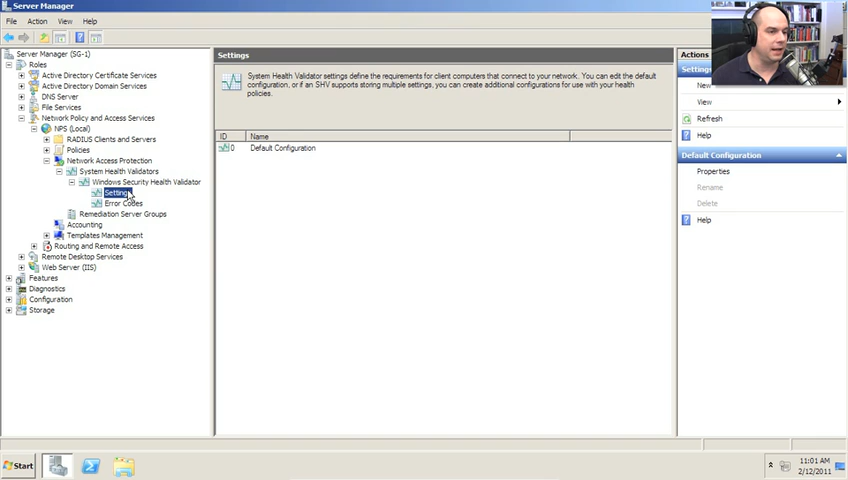 Server Manager
File Action View Help
Server Manager (SG-1)
Roles
Active Directory Certificate Services
Active Directory Domain Services
DNS Server
File Services
Network Policy and Access Services
NPS (Local)
RADIUS Clients and Servers
Policies
Network Access Protection
System Health Validators
Windows Security Health Validator
Settings
Error Codes
Remediation Server Groups
Accounting
Templates Management
Routing and Remote Access
Remote Desktop Services
Web Server (IIS)
Features
Diagnostics
Configuration
Storage
Settings
System Health Validator settings define the requirements for client computers that connect to your network. You can edit the default
configuration, or if an SHV supports storing multiple settings, you can create additional configurations for use with your health
policies.
ID Name
0 Default Configuration
Actions
Settings
New
View
Refresh
Help
Default Configuration
Properties
Rename
Delete
Help
Start
11:01 AM
2/12/2011